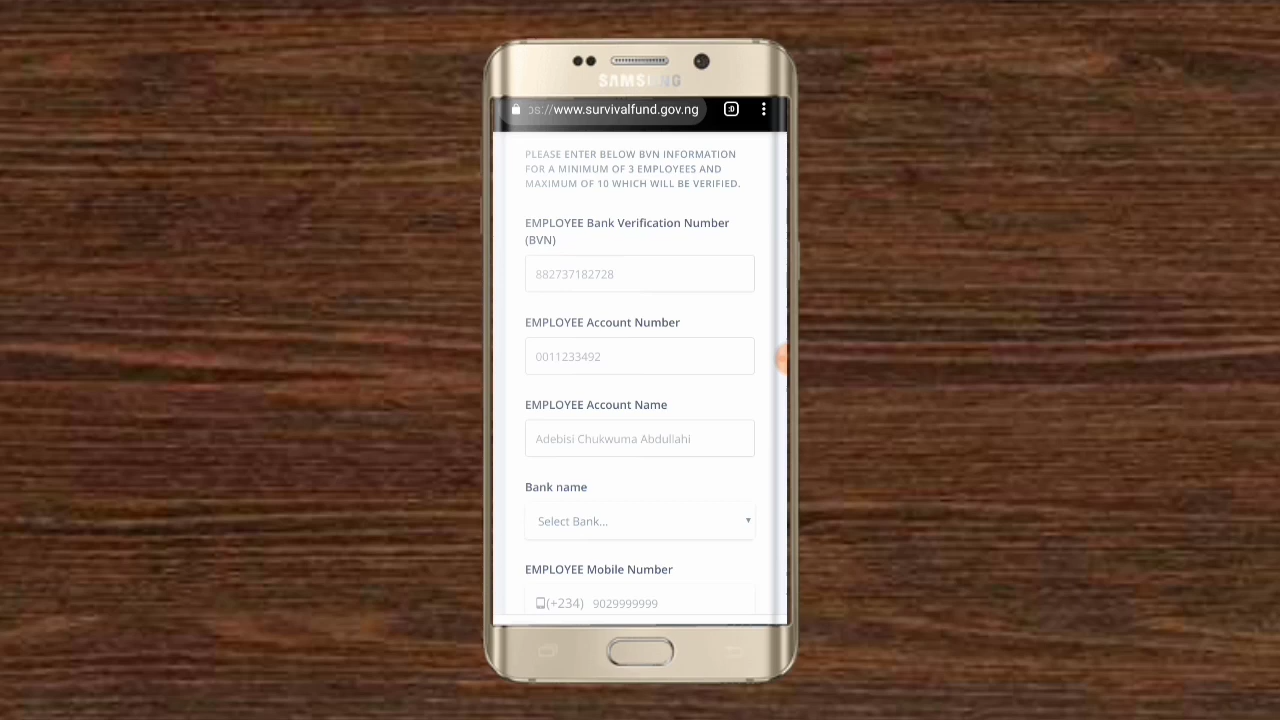 SAMSUNG
ps://www.survivalfund.gov.ng
:D
PLEASE ENTER BELOW BVN INFORMATION
FOR A MINIMUM OF 3 EMPLOYEES AND
MAXIMUM OF 10 WHICH WILL BE VERIFIED.
EMPLOYEE Bank Verification Number
(BVN)
882737182728
EMPLOYEE Account Number
0011233492
EMPLOYEE Account Name
Adebisi Chukwuma Abdullahi
Bank name
Select Bank...
EMPLOYEE Mobile Number
(+234) 9029999999